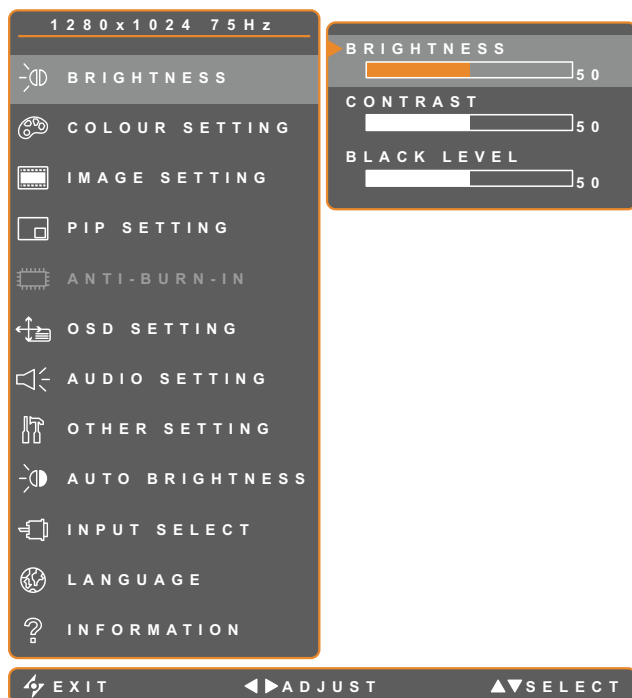 1280x1024 75Hz
BRIGHTNESS
COLOUR SETTING
IMAGE SETTING
PIP SETTING
ANTI-BURN-IN
OSD SETTING
AUDIO SETTING
OTHER SETTING
AUTO BRIGHTNESS
INPUT SELECT
LANGUAGE
INFORMATION
BRIGHTNESS
50
CONTRAST
50
BLACK LEVEL
50
EXIT ADJUST SELECT